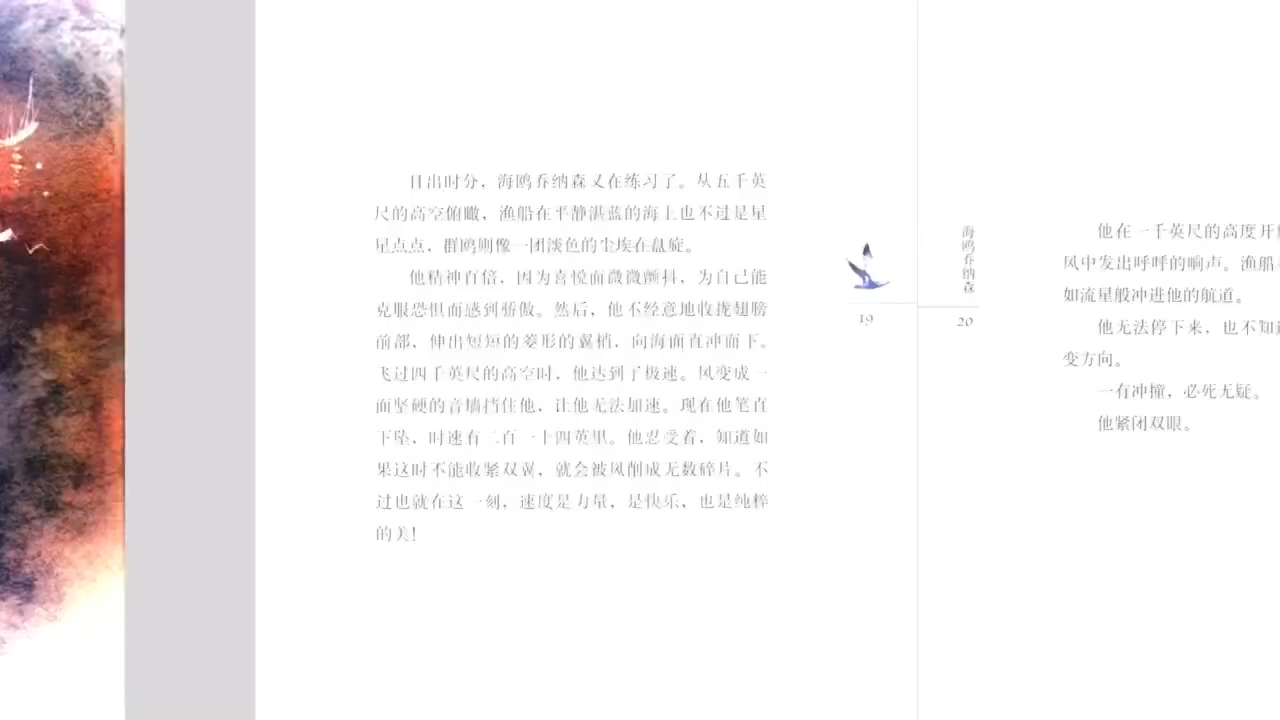 日出时分，海鸥乔纳森又在练习了。从五千英
尺的高空俯瞰，渔船在平静湛蓝的海上也不过是星
星点点、群鸥则像一团淡色的尘埃在盘旋。
他精神百倍，因为喜悦而微微颤抖，为自己能
克服恐惧而感到骄傲。然后，他不经意地收拢翅膀
前部、伸出短短的菱形的翼梢，向海面直冲而下。
飞过四千英尺的高空时，他达到了极速。风变成一
面坚硬的音墙挡住他，让他无法加速。现在他笔直
下坠，时速有二百一十四英里。他忍受着，知道如
果这时不能收紧双翼，就会被风削成无数碎片。不
过也就在这一刻，速度是力量，是快乐，也是纯粹
的美！
19
海鸥乔纳森
20
他在一千英尺的高度开
风中发出呼呼的响声。渔船
如流星般冲进他的航道。
他无法停下来，也不知
变方向。
一有冲撞，必死无疑。
他紧闭双眼。